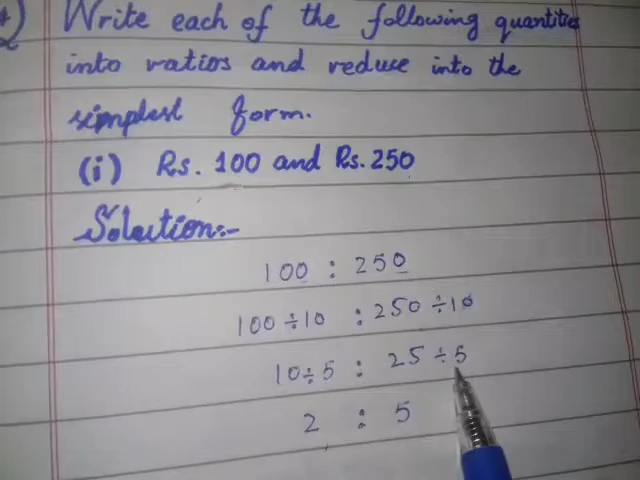 Write each of the following quantities
into ratios and reduce into the
simplest form.
(i) Rs. 100 and Rs. 250
Solution:-
100 : 250
100 ÷ 10 : 250 ÷ 10
10 ÷ 5 : 25 ÷ 5
2 : 5